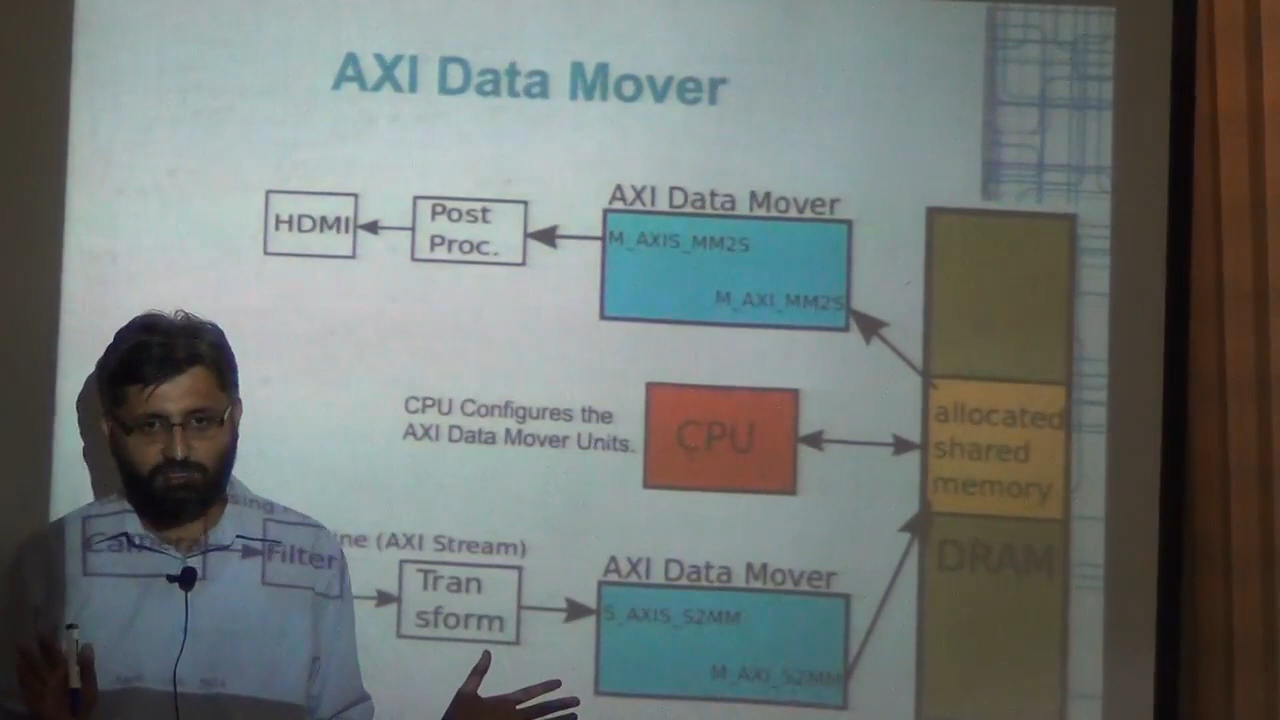 AXI Data Mover
AXI Data Mover
HDMI
Post
Proc.
M_AXIS_MM2S
M_AXI_MM2S
CPU Configures the
AXI Data Mover Units.
CPU
allocated
shared
memory
DRAM
(AXI Stream)
Camera
Filter
Tran
sform
AXI Data Mover
S_AXIS_S2MM
M_AXI_S2MM